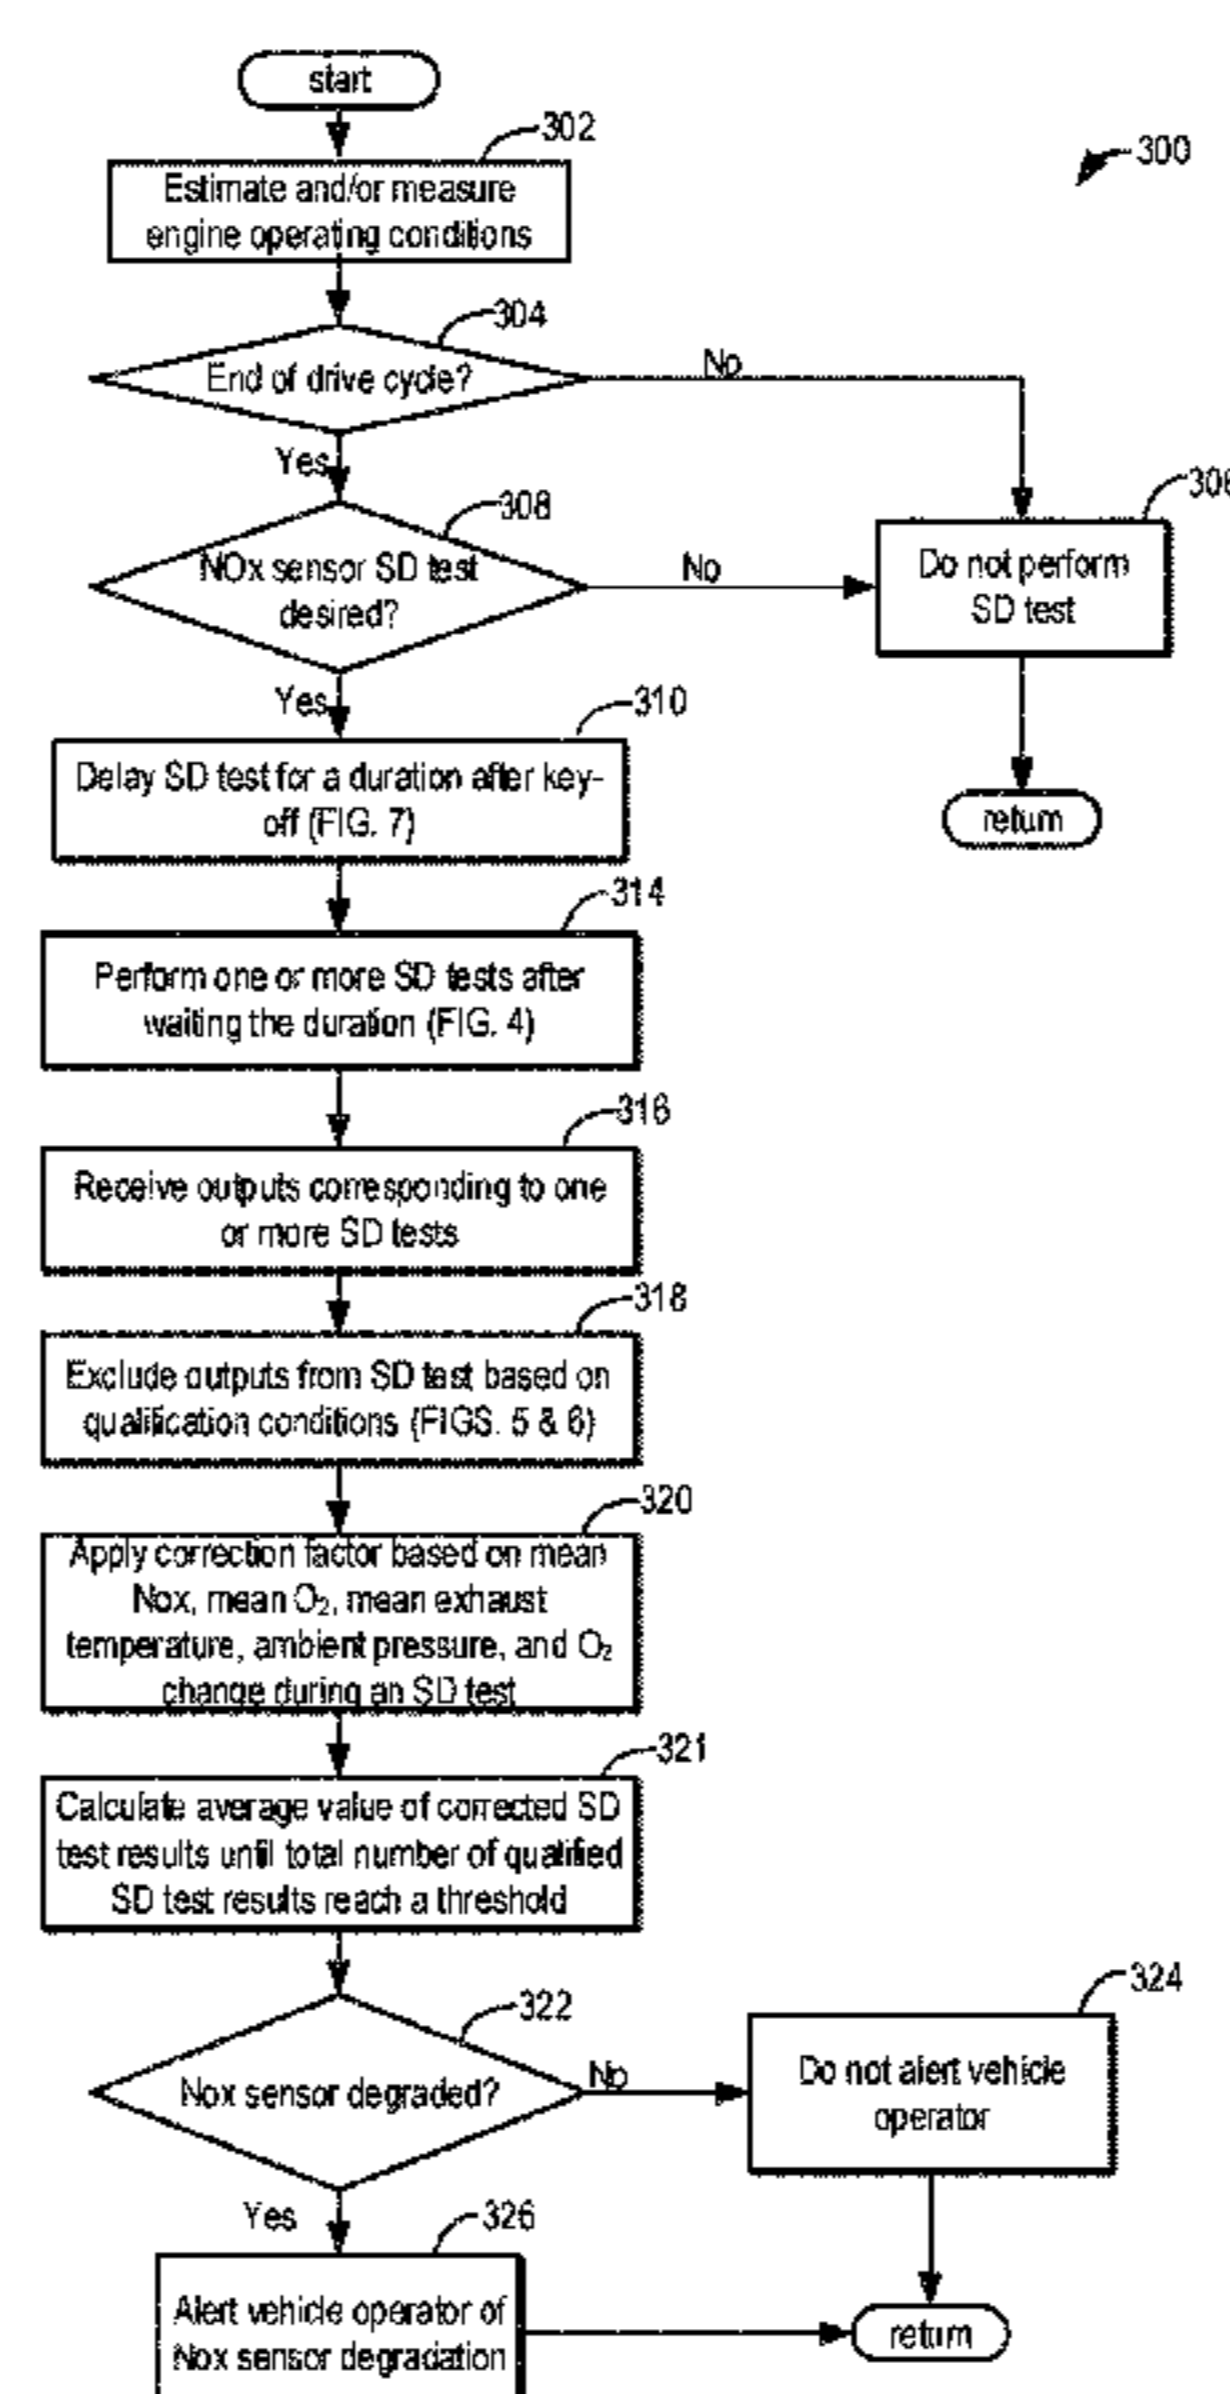 start
302
300
Estimate and/or measure
engine operating conditions
304
End of drive cycle?
No
Yes
308
306
NOx sensor SD test
desired?
No
Do not perform
SD test
Yes
310
Delay SD test for a duration after key-
off (FIG. 7)
return
314
Perform one or more SD tests after
waiting the duration (FIG. 4)
316
Receive outputs corresponding to one
or more SD tests
318
Exclude outputs from SD test based on
qualification conditions (FIGS. 5 & 6)
320
Apply correction factor based on mean
Nox, mean O₂, mean exhaust
temperature, ambient pressure, and O₂
change during an SD test
321
Calculate average value of corrected SD
test results until total number of qualified
SD test results reach a threshold
322
324
Nox sensor degraded?
No
Do not alert vehicle
operator
Yes
326
Alert vehicle operator of
Nox sensor degradation
return